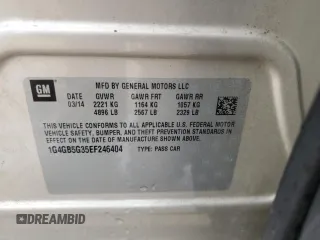 GM
MFD BY GENERAL MOTORS LLC
DATE GVWR GAWR FRT GAWR RR
03/14 2221 KG 1164 KG 1057 KG
4896 LB 2567 LB 2329 LB
THIS VEHICLE CONFORMS TO ALL APPLICABLE U.S. FEDERAL MOTOR
VEHICLE SAFETY, BUMPER, AND THEFT PREVENTION STANDARDS IN
EFFECT ON THE DATE OF MANUFACTURE SHOWN ABOVE.
1G4GB5G35EF246404 TYPE: PASS CAR
DREAMBID